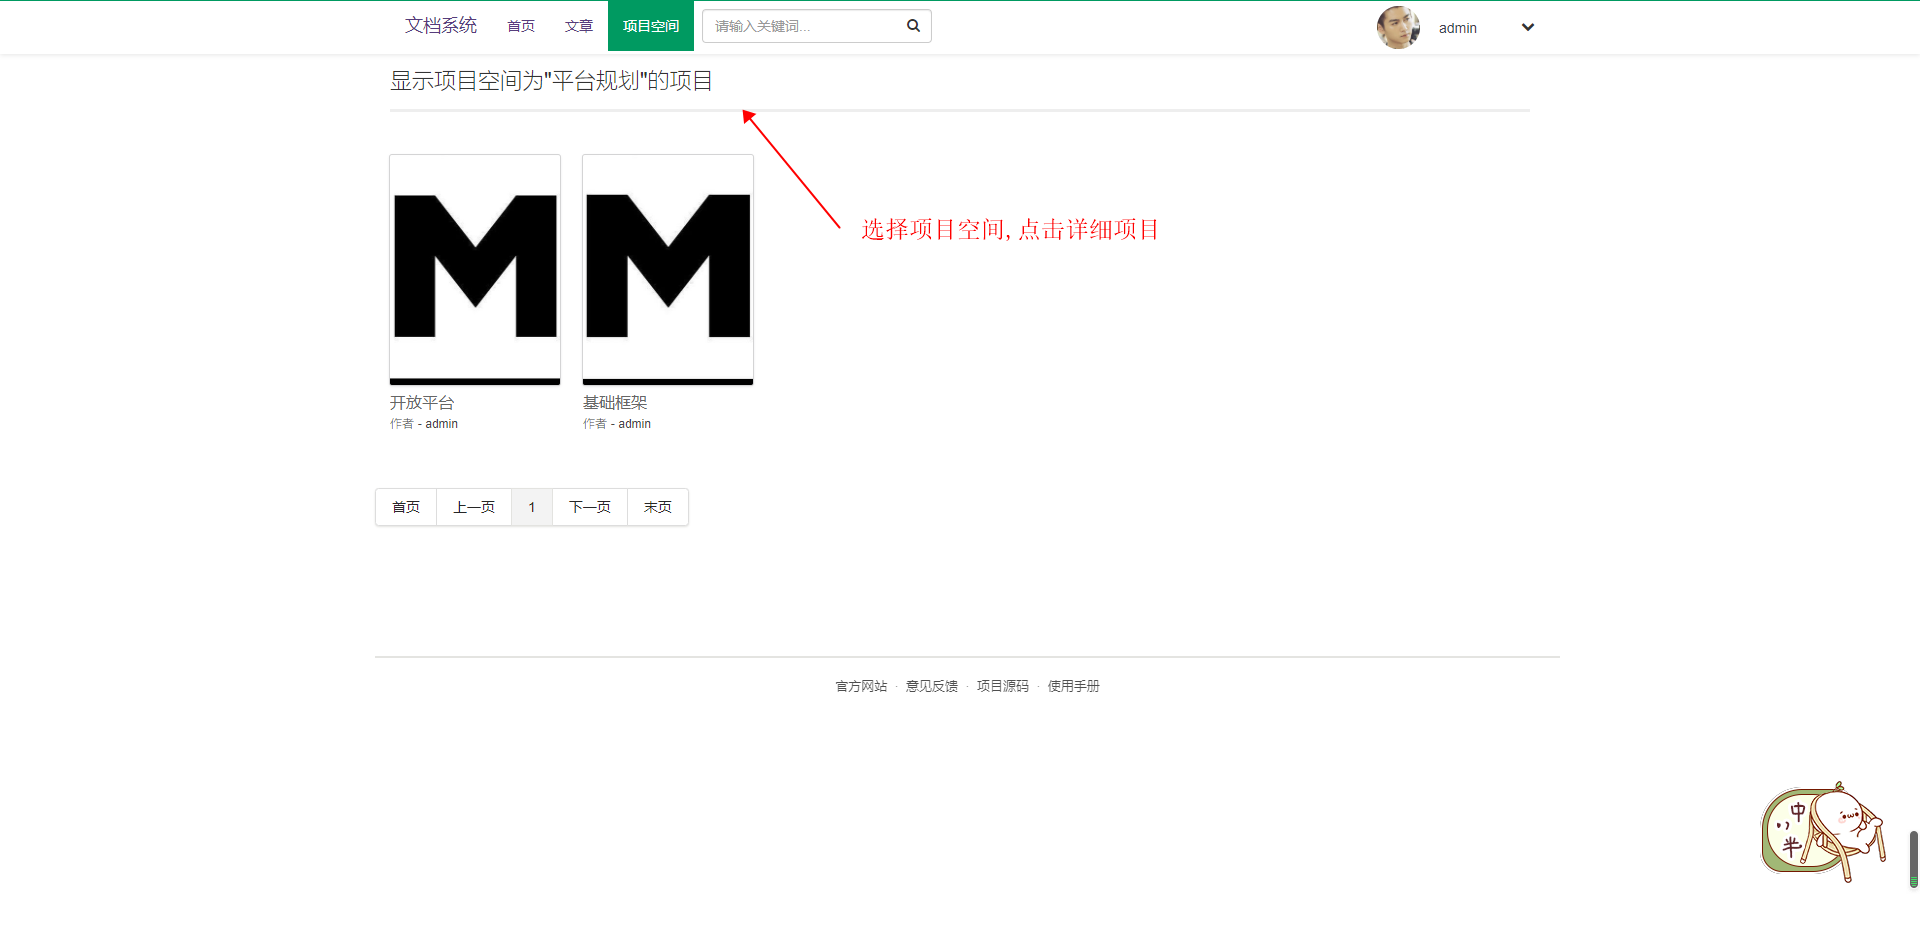 文档系统 首页 文章 项目空间 请输入关键词... admin
显示项目空间为"平台规划"的项目
选择项目空间, 点击详细项目
M M
开放平台 基础框架
作者 - admin 作者 - admin
首页 上一页 1 下一页 末页
官方网站 · 意见反馈 · 项目源码 · 使用手册
中
半